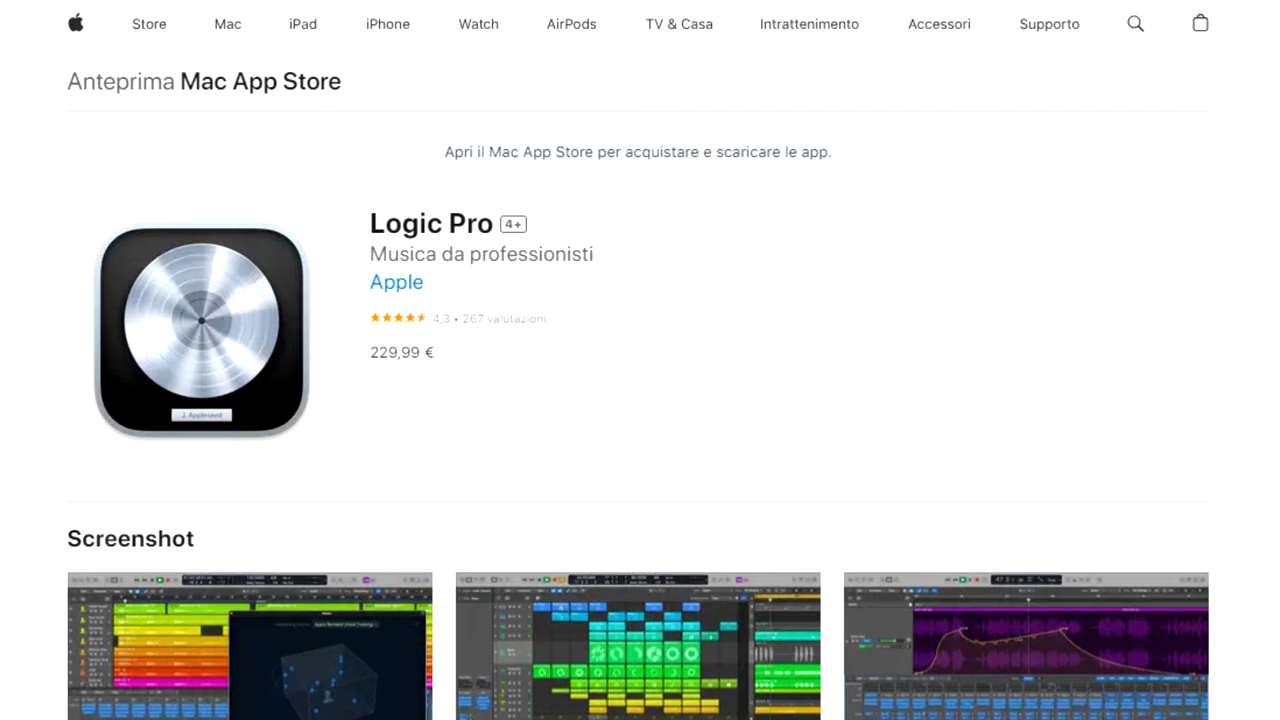 Store Mac iPad iPhone Watch AirPods TV & Casa Intrattenimento Accessori Supporto
Anteprima Mac App Store
Apri il Mac App Store per acquistare e scaricare le app.
Logic Pro 4+
Musica da professionisti
Apple
4,3 • 267 valutazioni
229,99 €
J. Appleseed
Screenshot